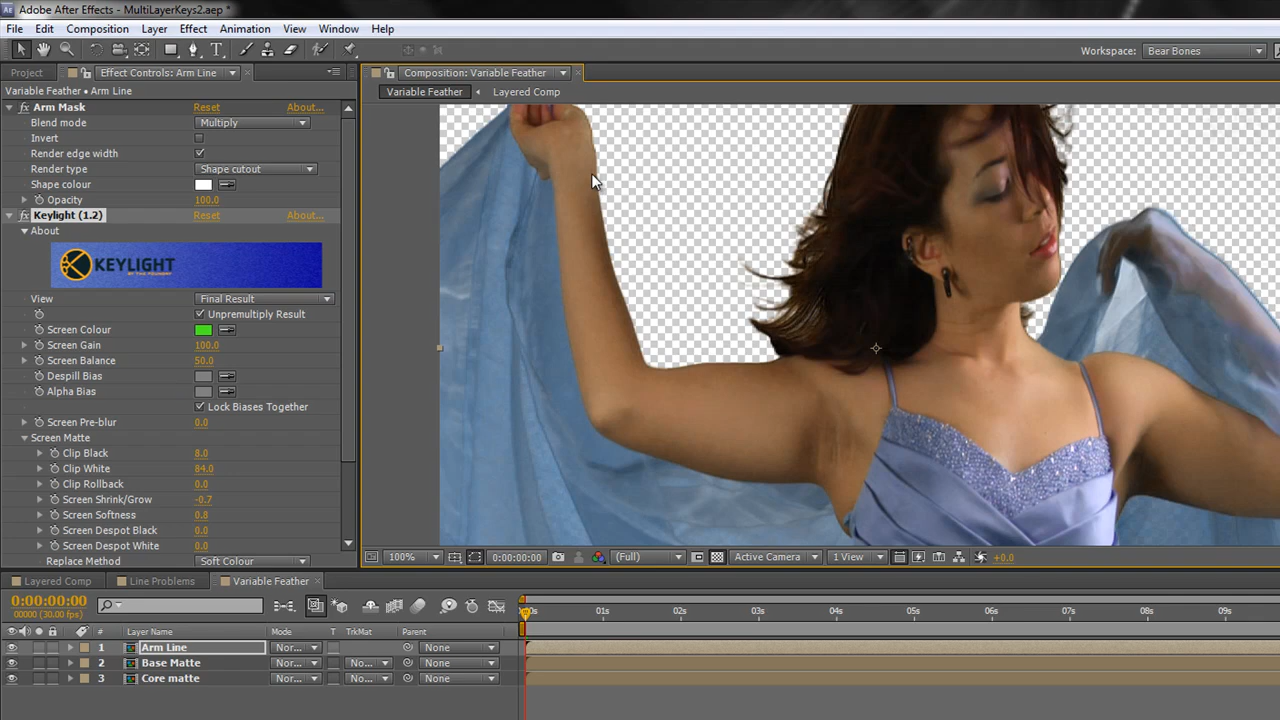 Adobe After Effects - MultiLayerKeys2.aep *
File Edit Composition Layer Effect Animation View Window Help
Workspace: Bear Bones
Project Effect Controls: Arm Line
Composition: Variable Feather
Variable Feather • Arm Line
Variable Feather Layered Comp
fx Arm Mask Reset About...
Blend mode Multiply
Invert
Render edge width
Render type Shape cutout
Shape colour
Opacity 100.0
fx Keylight (1.2) Reset About...
About
KEYLIGHT
BY THE FOUNDRY
View Final Result
Unpremultiply Result
Screen Colour
Screen Gain 100.0
Screen Balance 50.0
Despill Bias
Alpha Bias
Lock Biases Together
Screen Pre-blur 0.0
Screen Matte
Clip Black 8.0
Clip White 84.0
Clip Rollback 0.0
Screen Shrink/Grow -0.7
Screen Softness 0.8
Screen Despot Black 0.0
Screen Despot White 0.0
Replace Method Soft Colour
100% 0:00:00:00 (Full) Active Camera 1 View +0.0
Layered Comp Line Problems Variable Feather
0:00:00:00
00000 (30.00 fps)
0s 01s 02s 03s 04s 05s 06s 07s 08s 09s
# Layer Name Mode T TrkMat Parent
1 Arm Line Nor... None
2 Base Matte Nor... No... None
3 Core matte Nor... No... None